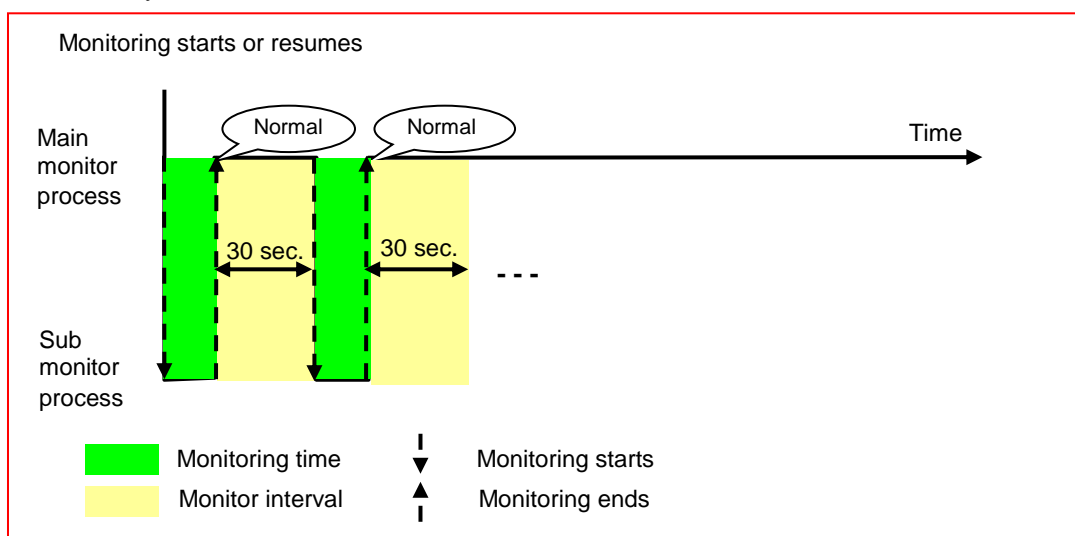 Monitoring starts or resumes
Normal
Normal
Time
Main
monitor
process
30 sec.
30 sec.
- - -
Sub
monitor
process
Monitoring time
Monitoring starts
Monitor interval
Monitoring ends